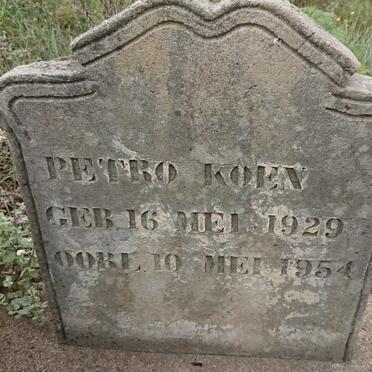 PETRO KOEN
GEB. 16 MEI 1929
OORL. 10 MEI 1954